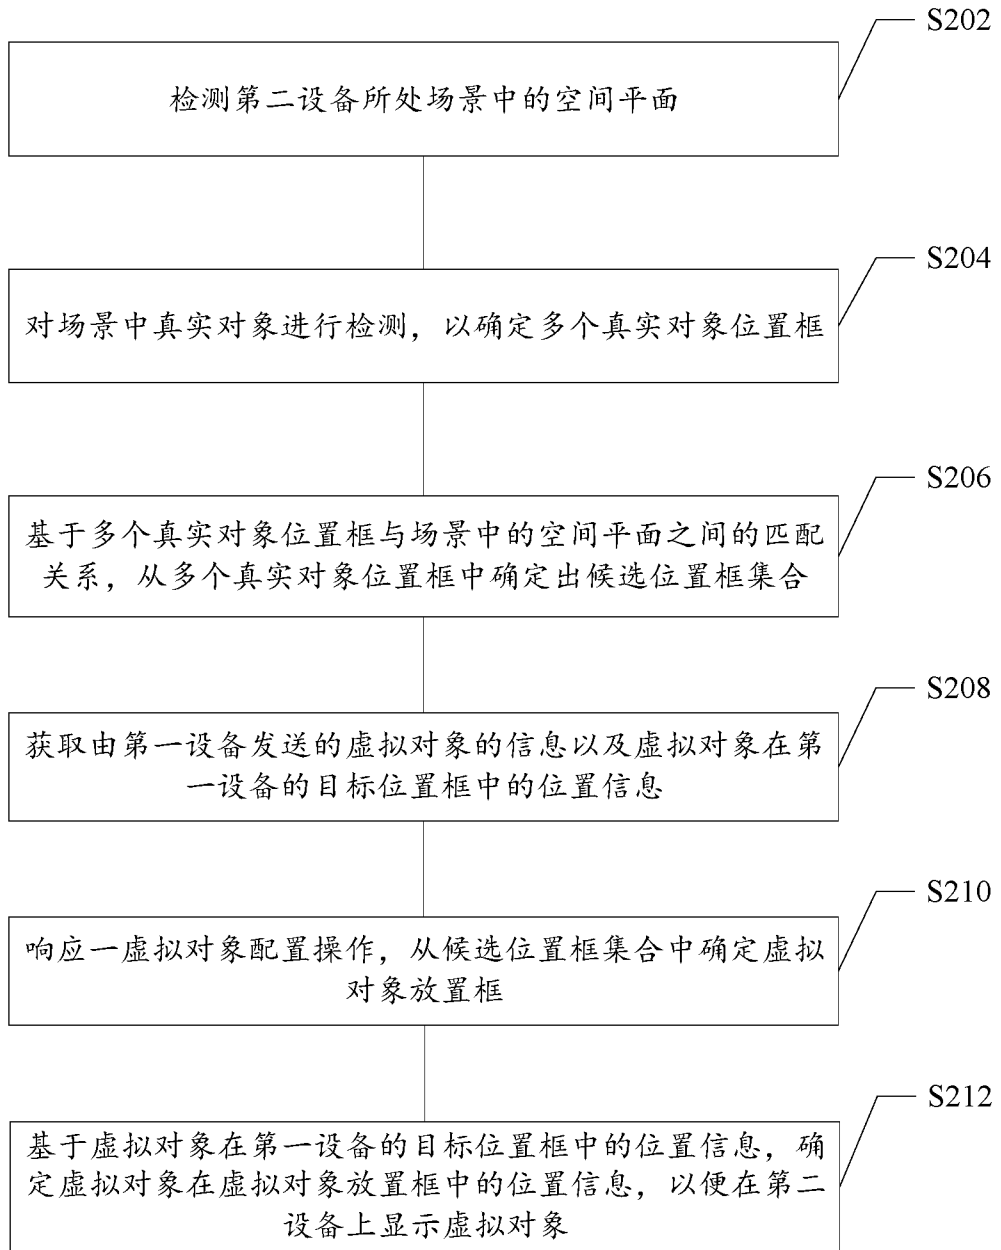 S202
检测第二设备所处场景中的空间平面
S204
对场景中真实对象进行检测，以确定多个真实对象位置框
S206
基于多个真实对象位置框与场景中的空间平面之间的匹配
关系，从多个真实对象位置框中确定出候选位置框集合
S208
获取由第一设备发送的虚拟对象的信息以及虚拟对象在第
一设备的目标位置框中的位置信息
S210
响应一虚拟对象配置操作，从候选位置框集合中确定虚拟
对象放置框
S212
基于虚拟对象在第一设备的目标位置框中的位置信息，确
定虚拟对象在虚拟对象放置框中的位置信息，以便在第二
设备上显示虚拟对象